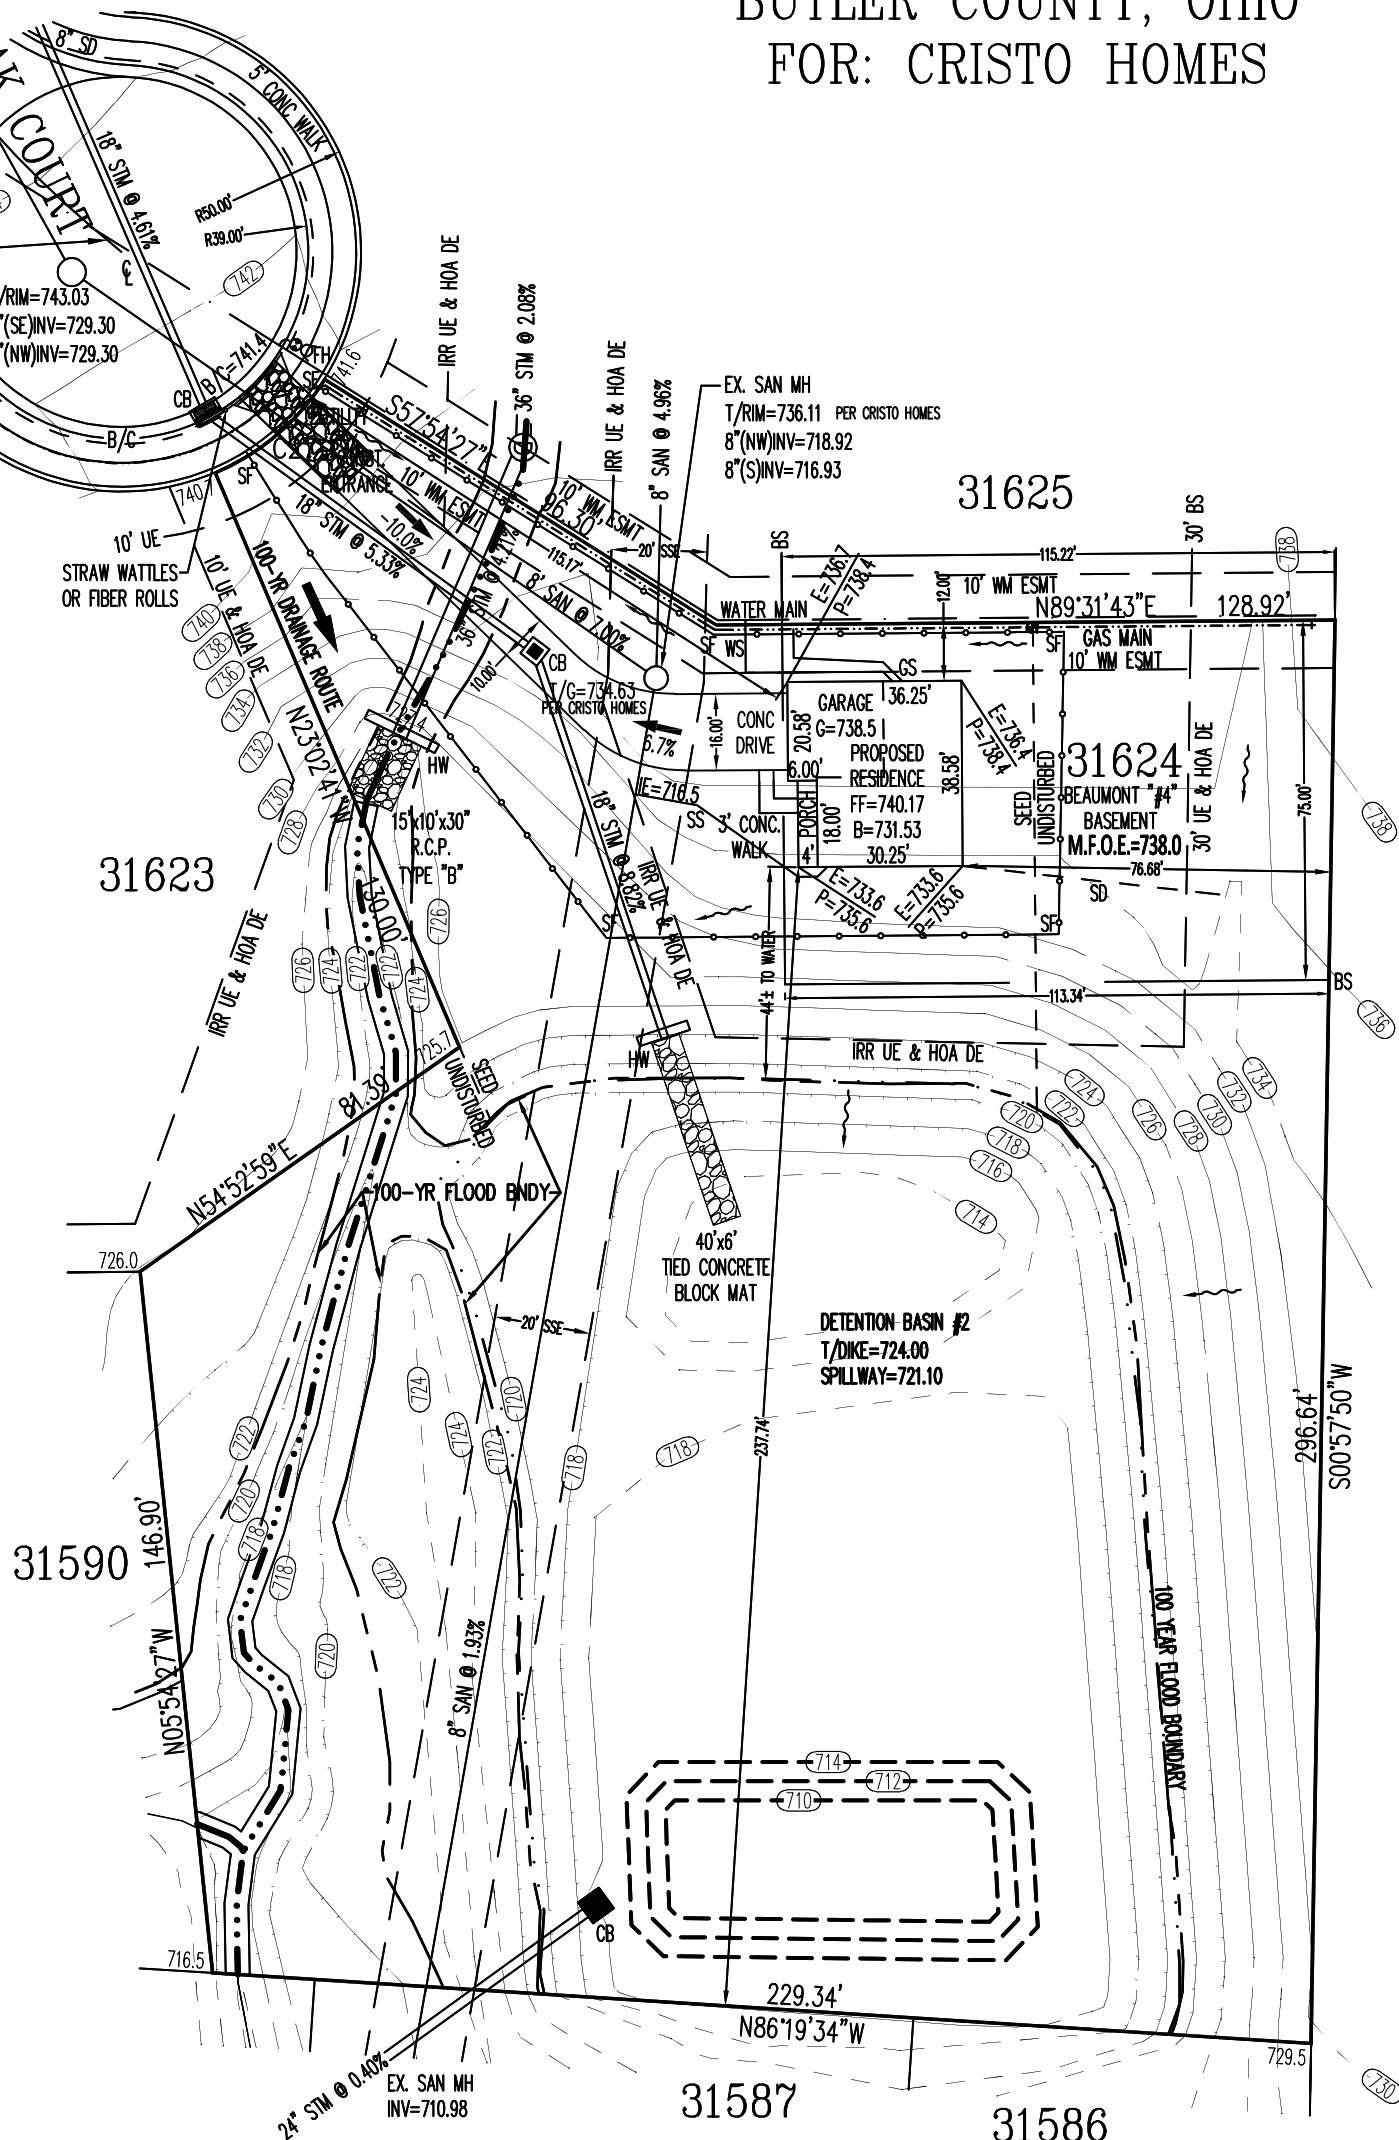 BUTLER COUNTY, OHIO
FOR: CRISTO HOMES
8" SD
5' CONC WALK
COURT
18" STM @ 4.61%
R50.00'
R39.00'
742
/RIM=743.03
"(SE)INV=729.30
"(NW)INV=729.30
CB
B/C=741.4
B/C
FH
SF
741.6
740.7
SF
ENTRANCE
S57°54'27"E
96.30'
115.17'
10' WM ESMT
10' WM ESMT
IRR UE & HOA DE
36" STM @ 2.08%
IRR UE & HOA DE
8" SAN @ 4.96%
EX. SAN MH
T/RIM=736.11 PER CRISTO HOMES
8"(NW)INV=718.92
8"(S)INV=716.93
31625
BS
30' BS
738
115.22'
10' WM ESMT
12.00'
N89°31'43"E 128.92'
E=736.7
P=738.4
20' SSE
WATER MAIN
SF WS
GAS MAIN
10' WM ESMT
SF
GS
10' UE
STRAW WATTLES
OR FIBER ROLLS
10' UE & HOA DE
100-YR DRAINAGE ROUTE
18" STM @ 5.33%
-10.0%
36" STM @ 4.21%
8' SAN @ 7.00%
10.00'
CB
T/G=734.63
PER CRISTO HOMES
740
738
736
734
732
730
728
N23°02'41"W
130.00'
HW
15'x10'x30"
R.C.P.
TYPE "B"
CONC
DRIVE
16.00'
6.7%
IE=716.5
SS
3' CONC.
WALK
GARAGE
G=738.5
36.25'
20.58'
6.00'
PROPOSED
RESIDENCE
FF=740.17
B=731.53
30.25'
38.58'
PORCH
18.00'
4'
E=736.4
P=738.4
SEED
UNDISTURBED
31624
BEAUMONT "#4"
BASEMENT
M.F.O.E.=738.0
30' UE & HOA DE
75.00'
738
76.68'
SD
E=733.6
P=735.6
E=733.6
P=735.6
SF
SF
31623
18" STM @ 8.82%
IRR UE & HOA DE
44'± TO WATER
113.34'
BS
736
IRR UE & HOA DE
726
726
724
722
722
724
725.7
HW
IRR UE & HOA DE
SEED
UNDISTURBED
81.39'
N54°52'59"E
100-YR FLOOD BNDY
726.0
720
718
716
714
722
724
726
728
730
732
734
40'x6'
TIED CONCRETE
BLOCK MAT
20' SSE
DETENTION BASIN #2
T/DIKE=724.00
SPILLWAY=721.10
237.74'
296.64'
S00°57'50"W
724
724
722
720
718
718
722
720
718
718
722
720
146.90'
N05°54'27"W
31590
8" SAN @ 1.93%
100 YEAR FLOOD BOUNDARY
714
712
710
CB
716.5
229.34'
N86°19'34"W
729.5
730
24" STM @ 0.40%
EX. SAN MH
INV=710.98
31587
31586